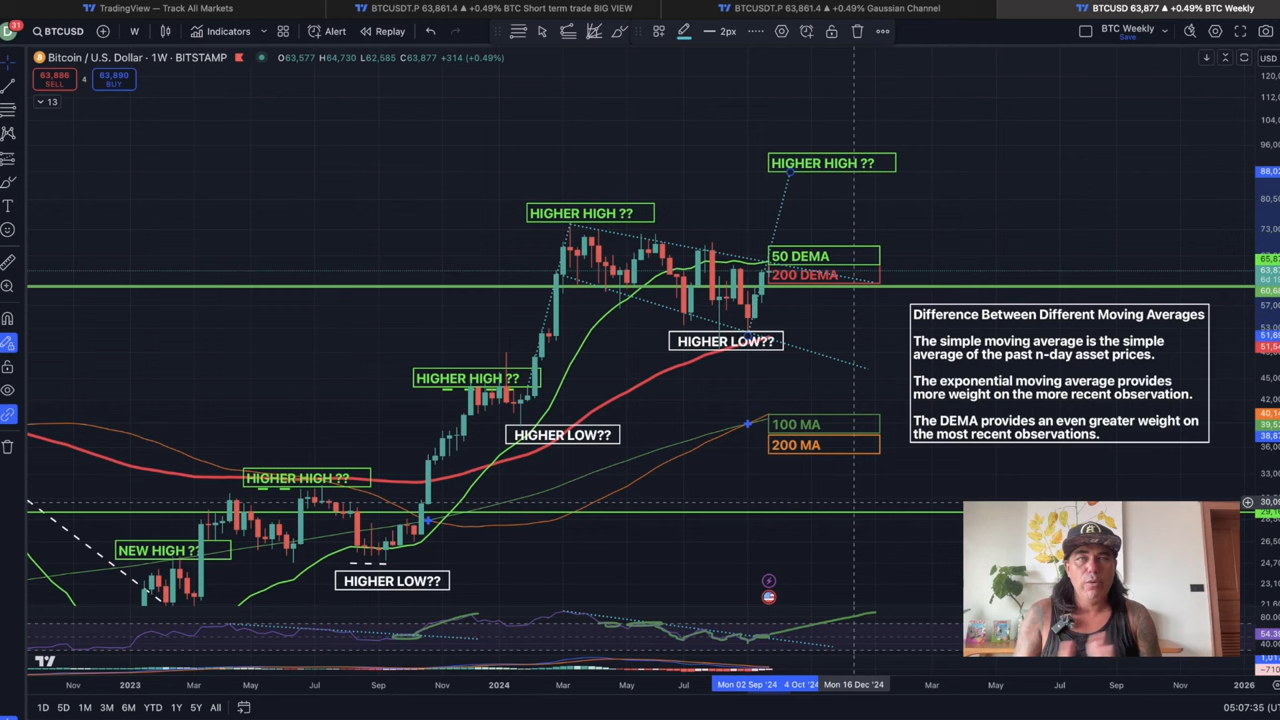 TradingView — Track All Markets
BTCUSDT.P 63,861.4 ▲ +0.49% BTC Short term trade BIG VIEW
BTCUSDT.P 63,861.4 ▲ +0.49% Gaussian Channel
BTCUSD 63,877 ▲ +0.49% BTC Weekly
D 31
BTCUSD
W
Indicators
Alert
Replay
2px
BTC Weekly
Save
Bitcoin / U.S. Dollar · 1W · BITSTAMP
O63,577 H64,730 L62,585 C63,877 +314 (+0.49%)
USD
63,886
SELL
4
63,890
BUY
13
HIGHER HIGH ??
HIGHER HIGH ??
50 DEMA
200 DEMA
HIGHER LOW??
HIGHER HIGH ??
HIGHER LOW??
100 MA
200 MA
HIGHER HIGH ??
NEW HIGH ??
HIGHER LOW??
Difference Between Different Moving Averages
The simple moving average is the simple
average of the past n-day asset prices.
The exponential moving average provides
more weight on the more recent observation.
The DEMA provides an even greater weight on
the most recent observations.
Nov 2023 Mar May Jul Sep Nov 2024 Mar May Jul Mon 02 Sep '24 4 Oct '24 Mon 16 Dec '24 Mar May Jul Sep Nov 2026
1D 5D 1M 3M 6M YTD 1Y 5Y All
05:07:35